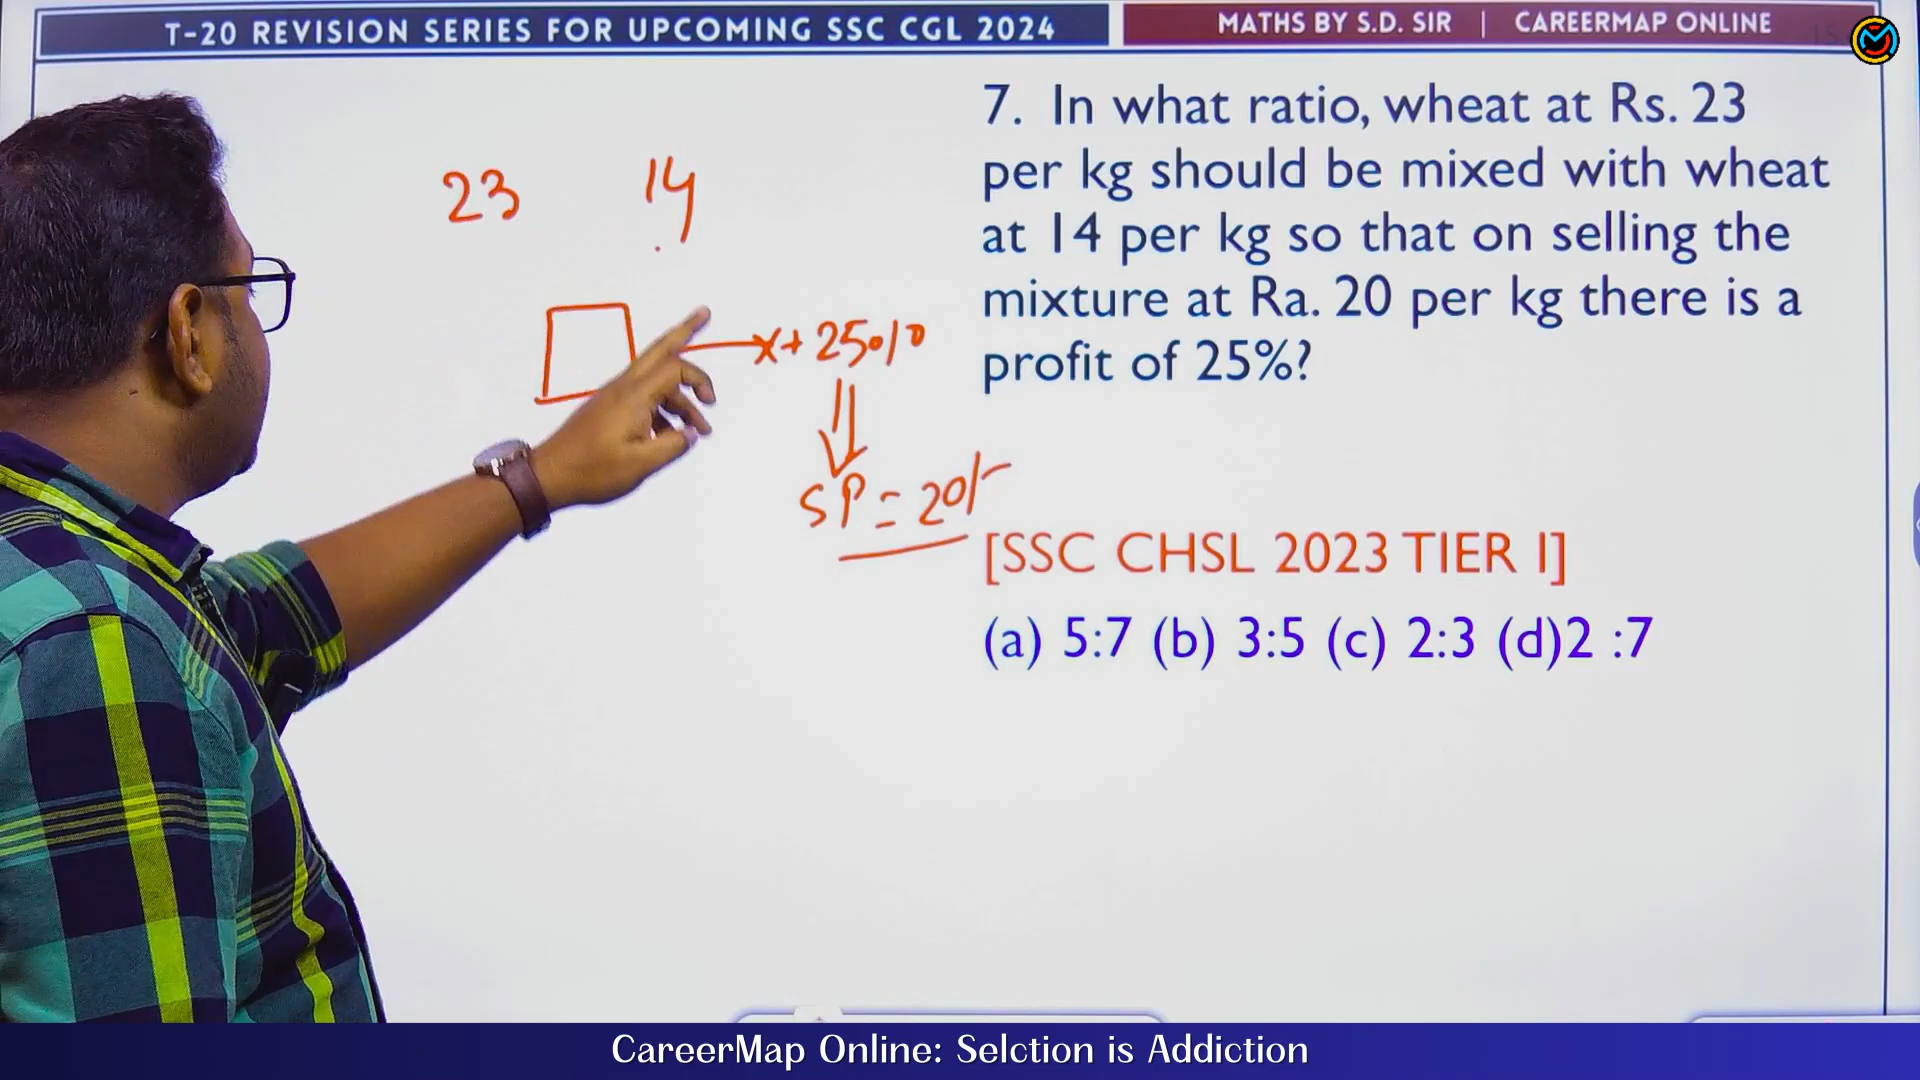 T-20 REVISION SERIES FOR UPCOMING SSC CGL 2024
MATHS BY S.D. SIR | CAREERMAP ONLINE
7. In what ratio, wheat at Rs. 23
per kg should be mixed with wheat
at 14 per kg so that on selling the
mixture at Ra. 20 per kg there is a
profit of 25%?
[SSC CHSL 2023 TIER I]
(a) 5:7 (b) 3:5 (c) 2:3 (d)2 :7
23 14
x+25%
SP = 20/-
CareerMap Online: Selction is Addiction